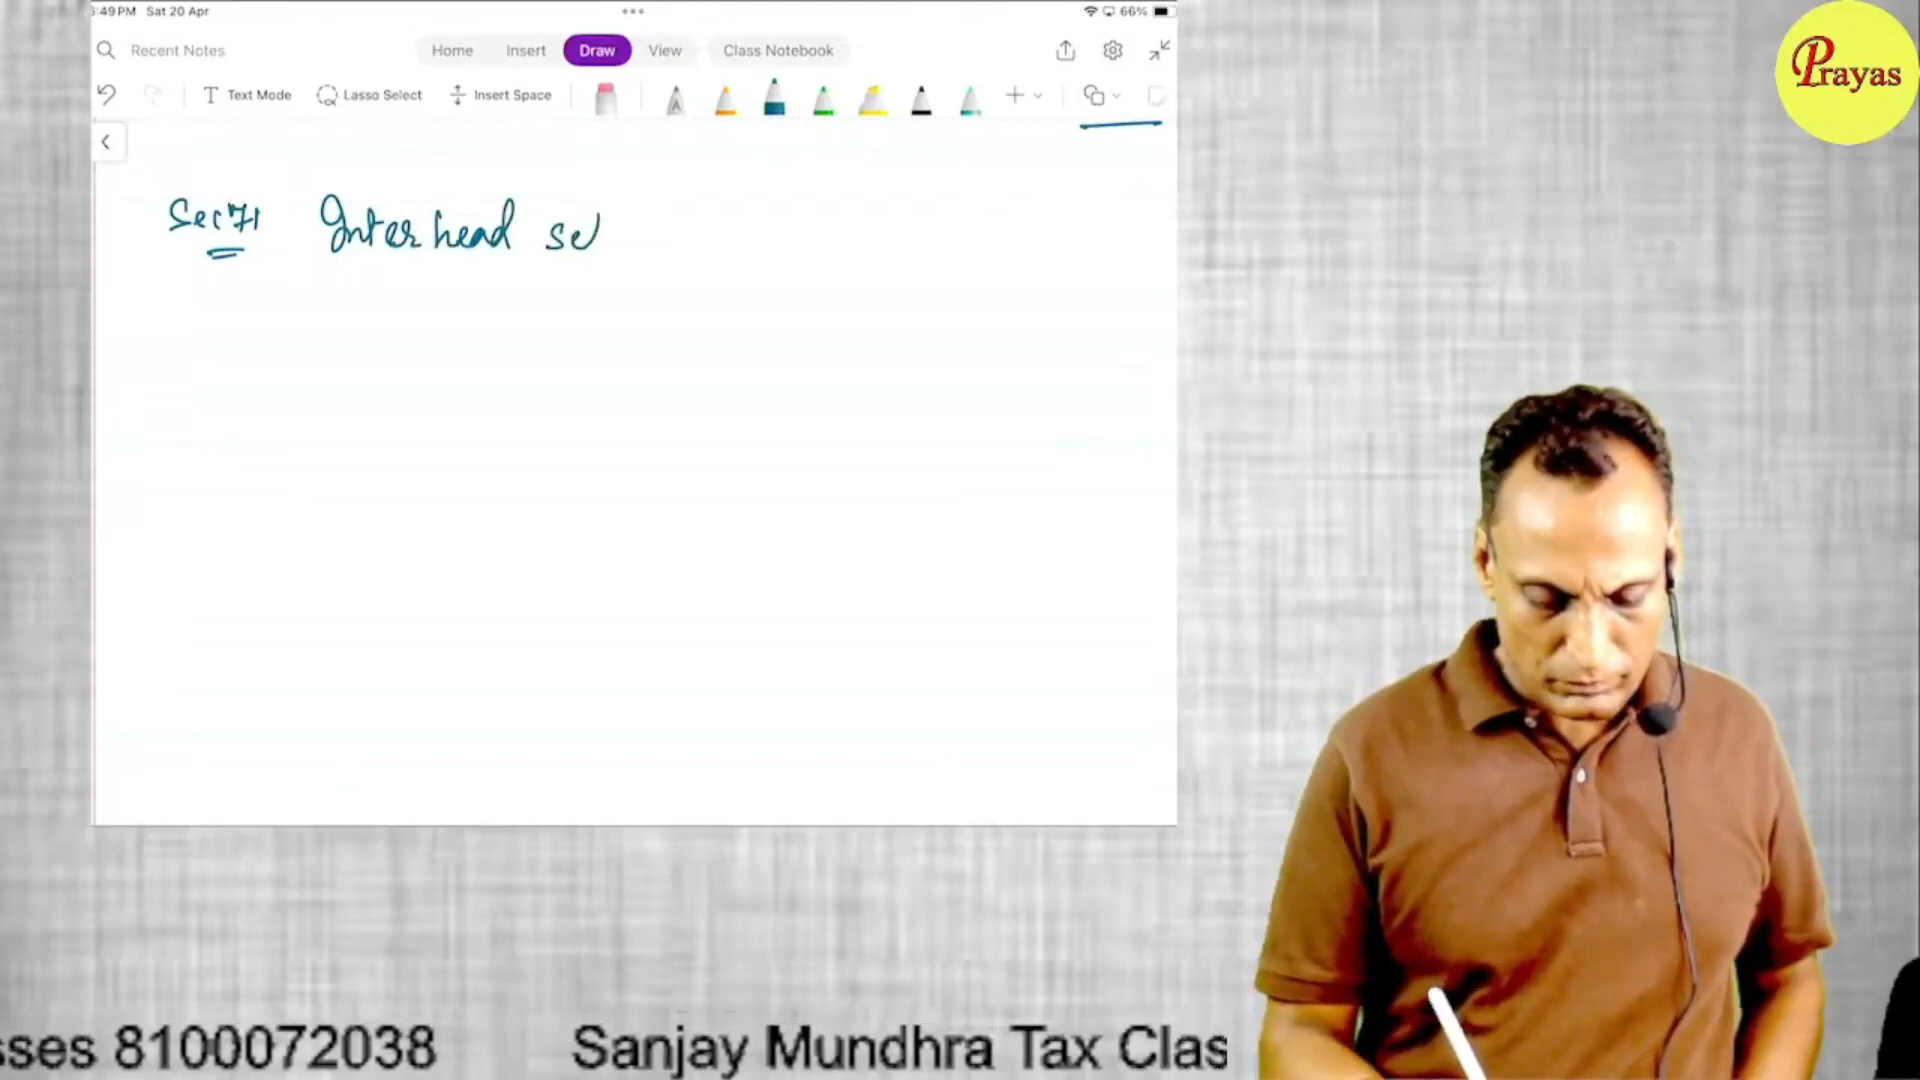 :49 PM Sat 20 Apr
66%
Recent Notes
Home Insert Draw View Class Notebook
Text Mode Lasso Select Insert Space
Sec 71 Inter head se
Prayas
sses 8100072038 Sanjay Mundhra Tax Clas